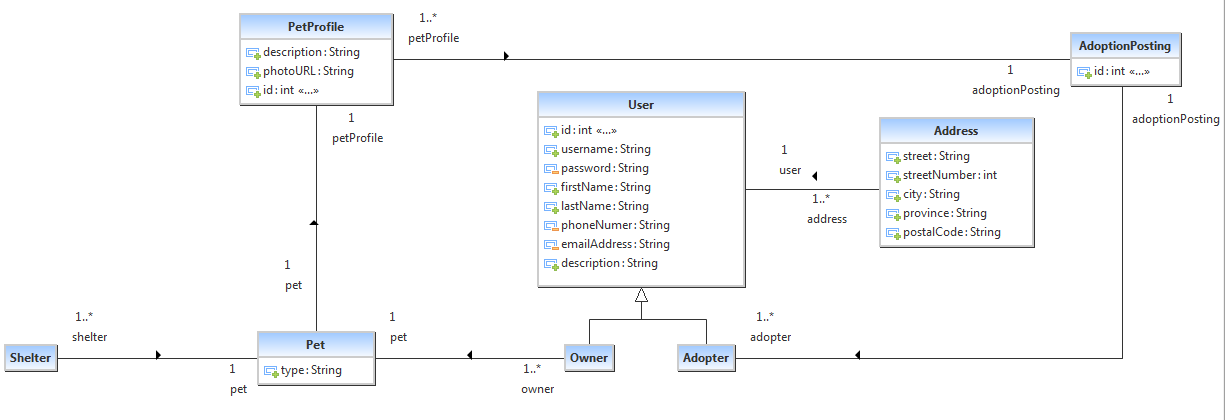 PetProfile
description : String
photoURL : String
id : int «...»
1..*
petProfile
1
adoptionPosting
AdoptionPosting
id : int «...»
1
adoptionPosting
1
petProfile
User
id : int «...»
username : String
password : String
firstName : String
lastName : String
phoneNumer : String
emailAddress : String
description : String
1
user
1..*
address
Address
street : String
streetNumber : int
city : String
province : String
postalCode : String
1
pet
1..*
shelter
Shelter
1
pet
Pet
type : String
1
pet
1..*
owner
Owner
Adopter
1..*
adopter